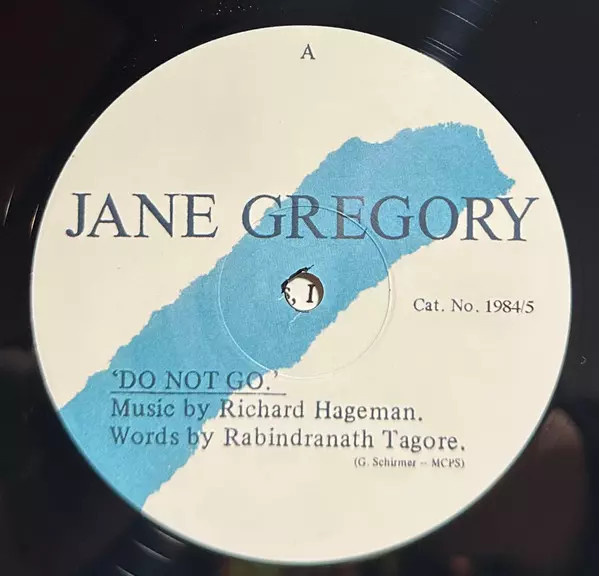 A
JANE GREGORY
Cat. No. 1984/5
'DO NOT GO.'
Music by Richard Hageman.
Words by Rabindranath Tagore.
(G. Schirmer – MCPS)